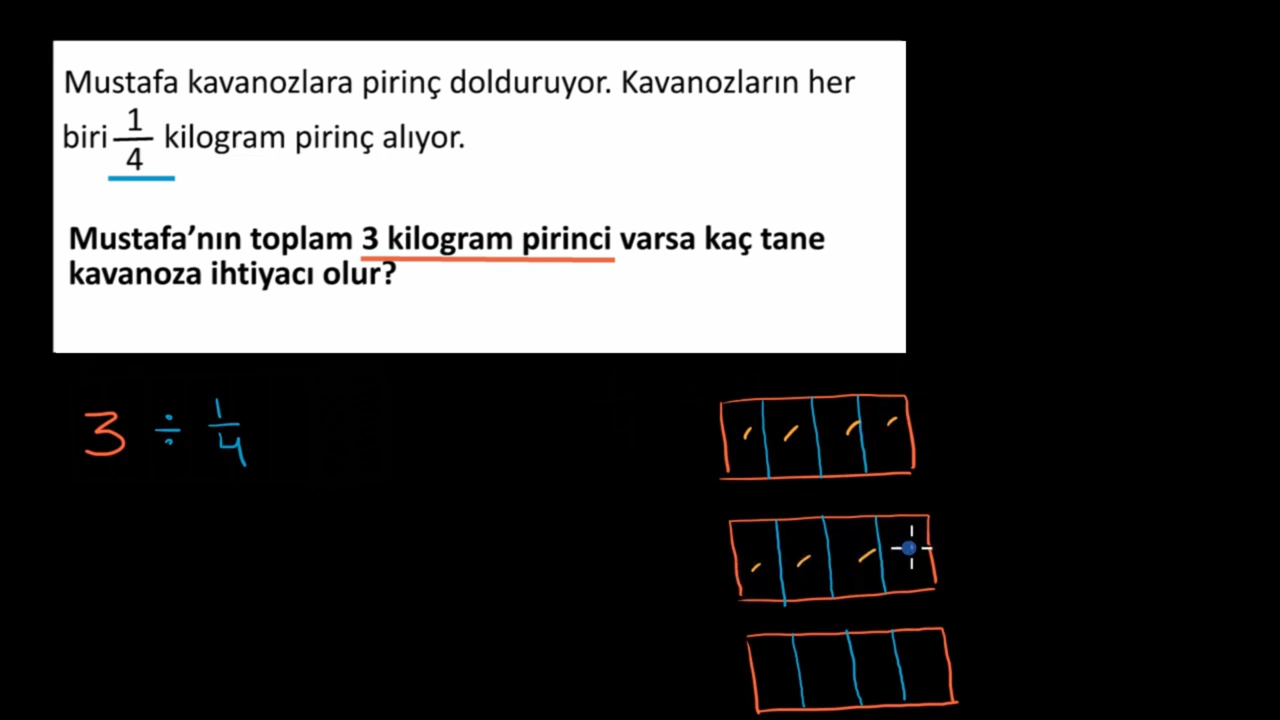 Mustafa kavanozlara pirinç dolduruyor. Kavanozların her
biri 1/4 kilogram pirinç alıyor.
Mustafa’nın toplam 3 kilogram pirinci varsa kaç tane
kavanoza ihtiyacı olur?
3 ÷ 1/4